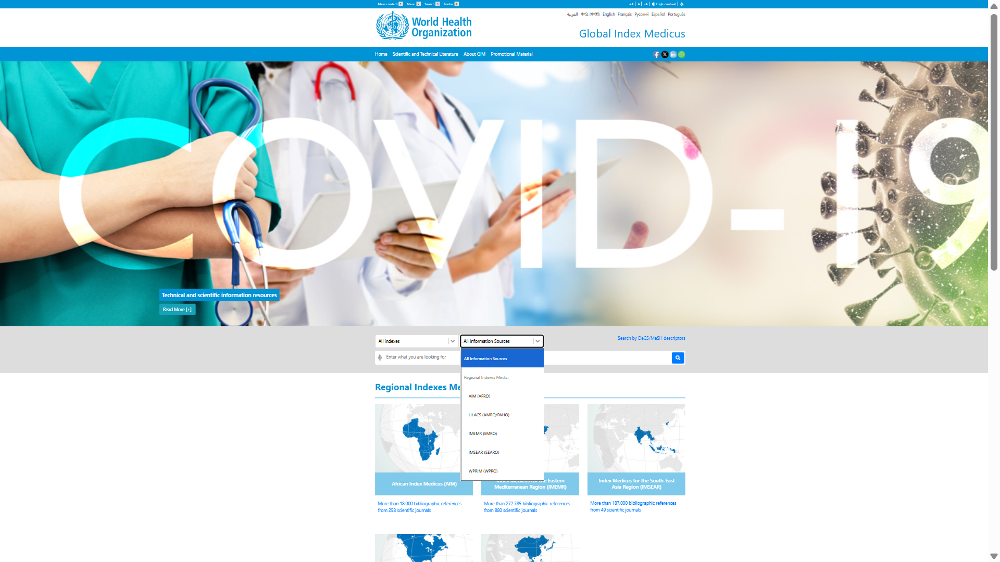 Main content 1 Menu 2 Search 3 Footer 4
+A A -A High contrast
العربية 中文 (中国) English Français Русский Español Português
World Health
Organization
Global Index Medicus
Home Scientific and Technical Literature About GIM Promotional Material
COVID-19
Technical and scientific information resources
Read More [+]
All indexes
All Information Sources
Search by DeCS/MeSH descriptors
Enter what you are looking for
All Information Sources
Regional Indexes Medici
AIM (AFRO)
LILACS (AMRO/PAHO)
IMEMR (EMRO)
IMSEAR (SEARO)
WPRIM (WPRO)
Regional Indexes Me
African Index Medicus (AIM)
Index Medicus for the Eastern
Mediterranean Region (IMEMR)
Index Medicus for the South-East
Asia Region (IMSEAR)
More than 18.000 bibliographic references
from 258 scientific journals
More than 272.785 bibliographic references
from 880 scientific journals
More than 187.000 bibliographic references
from 49 scientific journals